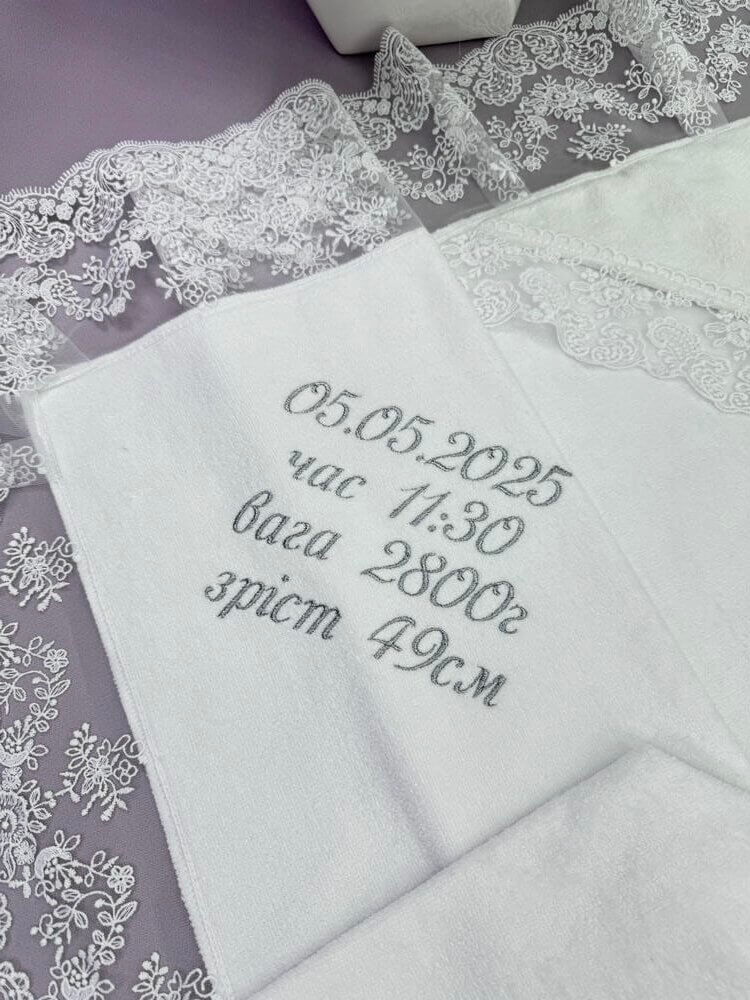 05.05.2025
час 11:30
вага 2800г
зріст 49см